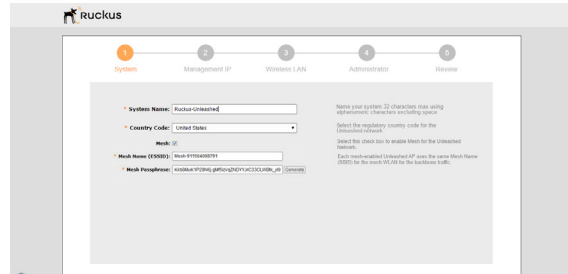 Ruckus
1 2 3 4 5
System Management IP Wireless LAN Administrator Review
* System Name: Ruckus-Unleashed
Name your system 32 characters max using
alphanumeric characters excluding space
* Country Code: United States
Select the regulatory country code for the
Unleashed network
Mesh:
Select this check box to enable Mesh for the Unleashed
Network.
* Mesh Name (ESSID):
Each mesh-enabled Unleashed AP uses the same Mesh Name
(SSID) for the mesh WLAN for the backbone traffic.
* Mesh Passphrase: Generate